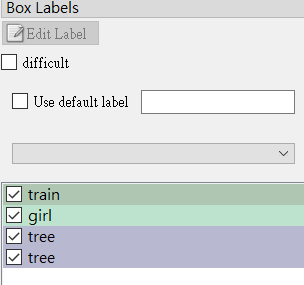 Box Labels
Edit Label
difficult
Use default label
train
girl
tree
tree